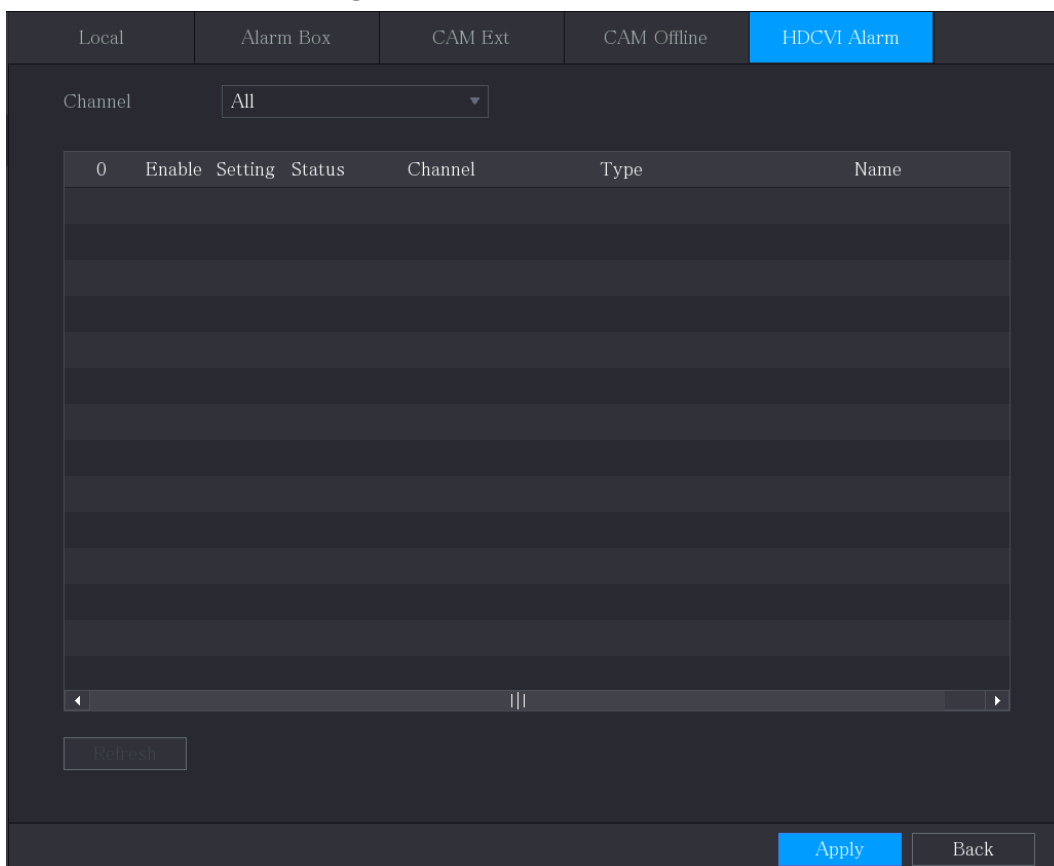 Local Alarm Box CAM Ext CAM Offline HDCVI Alarm
Channel All
0 Enable Setting Status Channel Type Name
Refresh
Apply Back